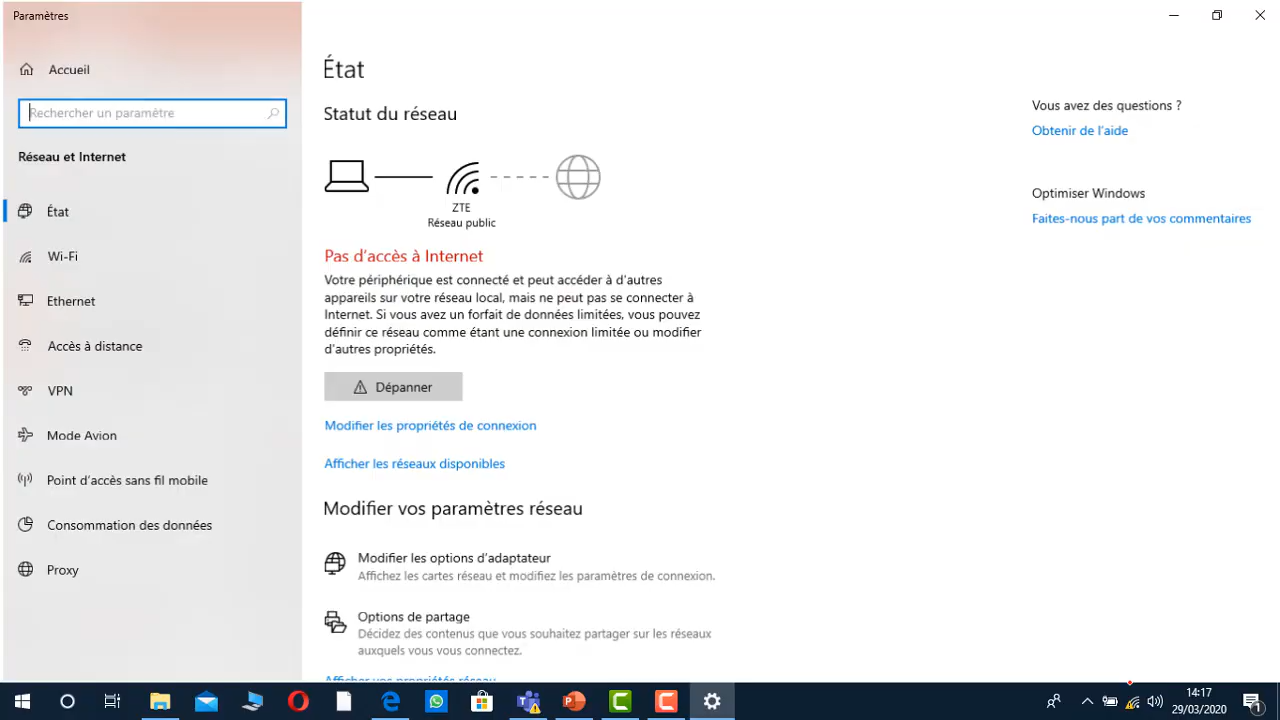 Paramètres
Accueil
Rechercher un paramètre
Réseau et Internet
État
Wi-Fi
Ethernet
Accès à distance
VPN
Mode Avion
Point d'accès sans fil mobile
Consommation des données
Proxy
État
Statut du réseau
ZTE
Réseau public
Pas d'accès à Internet
Votre périphérique est connecté et peut accéder à d'autres
appareils sur votre réseau local, mais ne peut pas se connecter à
Internet. Si vous avez un forfait de données limitées, vous pouvez
définir ce réseau comme étant une connexion limitée ou modifier
d'autres propriétés.
Dépanner
Modifier les propriétés de connexion
Afficher les réseaux disponibles
Modifier vos paramètres réseau
Modifier les options d'adaptateur
Affichez les cartes réseau et modifiez les paramètres de connexion.
Options de partage
Décidez des contenus que vous souhaitez partager sur les réseaux
auxquels vous vous connectez.
Afficher vos propriétés réseau
Vous avez des questions ?
Obtenir de l'aide
Optimiser Windows
Faites-nous part de vos commentaires
14:17
29/03/2020
1